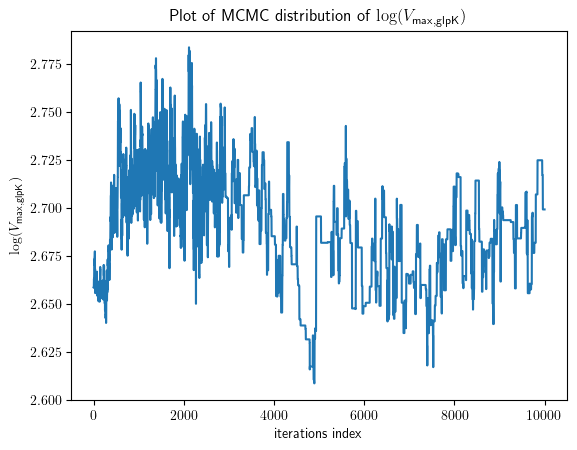 Plot of MCMC distribution of log(V_max,glpK)
log(V_max,glpK)
2.775
2.750
2.725
2.700
2.675
2.650
2.625
2.600
0 2000 4000 6000 8000 10000
iterations index